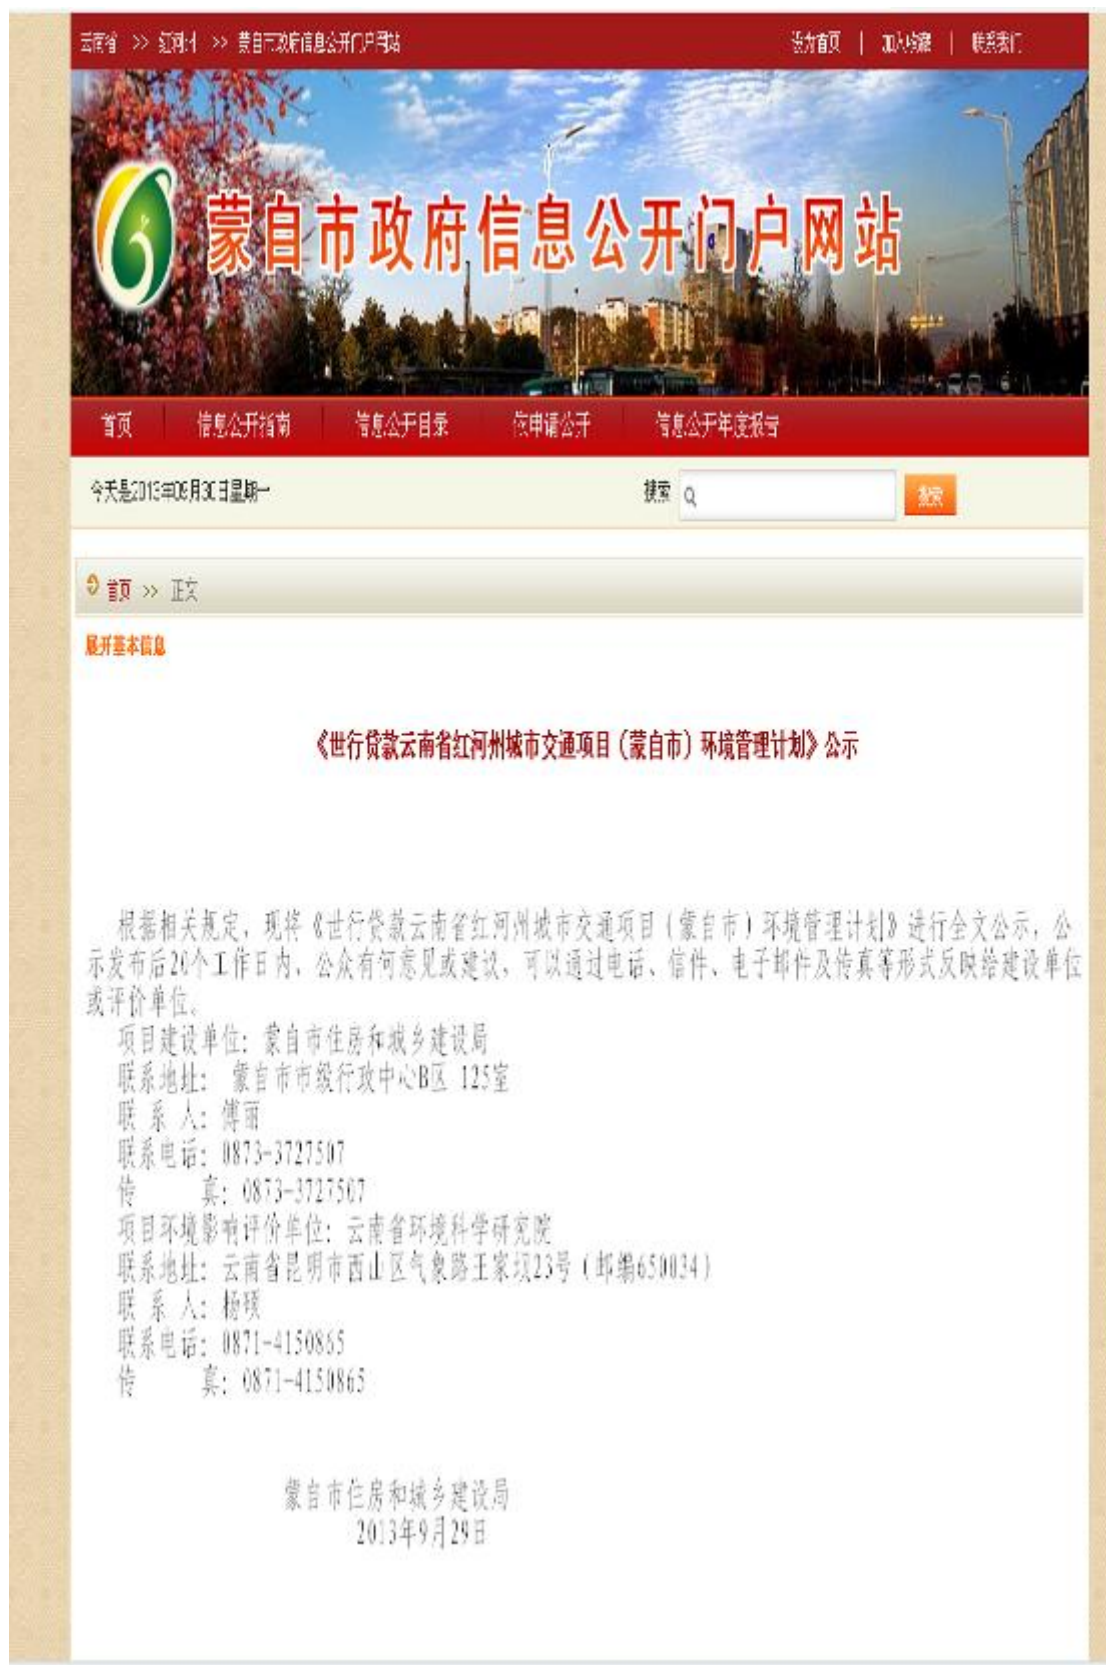 云南省 >> 红河州 >> 蒙自市政府信息公开门户网站 设为首页 | 加入收藏 | 联系我们
蒙自市政府信息公开门户网站
首页 信息公开指南 信息公开目录 依申请公开 信息公开年度报告
今天是2013年09月30日星期一 搜索 搜索
首页 >> 正文
展开基本信息
《世行贷款云南省红河州城市交通项目（蒙自市）环境管理计划》公示
根据相关规定，现将《世行贷款云南省红河州城市交通项目（蒙自市）环境管理计划》进行全文公示，公
示发布后20个工作日内，公众有何意见或建议，可以通过电话、信件、电子邮件及传真等形式反映给建设单位
或评价单位。
项目建设单位：蒙自市住房和城乡建设局
联系地址： 蒙自市市级行政中心B区 125室
联 系 人：傅丽
联系电话：0873-3727507
传 真：0873-3727507
项目环境影响评价单位：云南省环境科学研究院
联系地址：云南省昆明市西山区气象路王家坝23号（邮编650034）
联 系 人：杨
联系电话：0871-4150865
传 真：0871-4150865
蒙自市住房和城乡建设局
2013年9月29日